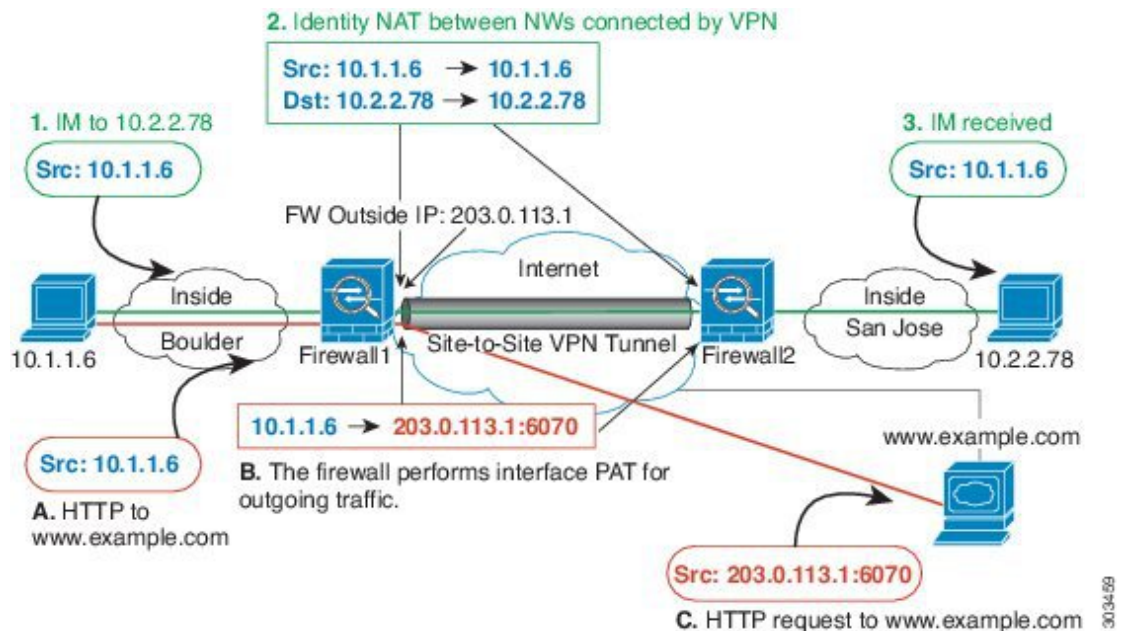 2. Identity NAT between NWs connected by VPN
Src: 10.1.1.6 → 10.1.1.6
Dst: 10.2.2.78 → 10.2.2.78
1. IM to 10.2.2.78
Src: 10.1.1.6
3. IM received
Src: 10.1.1.6
FW Outside IP: 203.0.113.1
Internet
Inside
Boulder
Inside
San Jose
10.1.1.6
Firewall1
Site-to-Site VPN Tunnel
Firewall2
10.2.2.78
10.1.1.6 → 203.0.113.1:6070
www.example.com
Src: 10.1.1.6
B. The firewall performs interface PAT for
outgoing traffic.
A. HTTP to
www.example.com
Src: 203.0.113.1:6070
C. HTTP request to www.example.com
303459